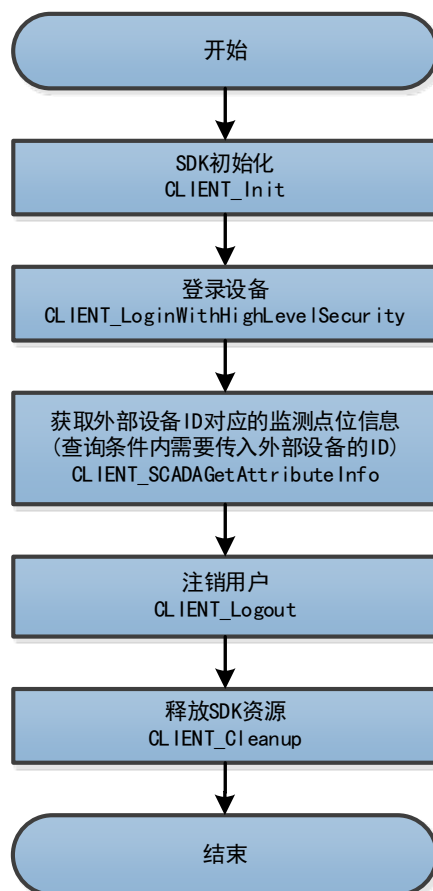 开始
SDK初始化
CLIENT_Init
登录设备
CLIENT_LoginWithHighLevelSecurity
获取外部设备ID对应的监测点位信息
(查询条件内需要传入外部设备的ID)
CLIENT_SCADAGetAttributeInfo
注销用户
CLIENT_Logout
释放SDK资源
CLIENT_Cleanup
结束